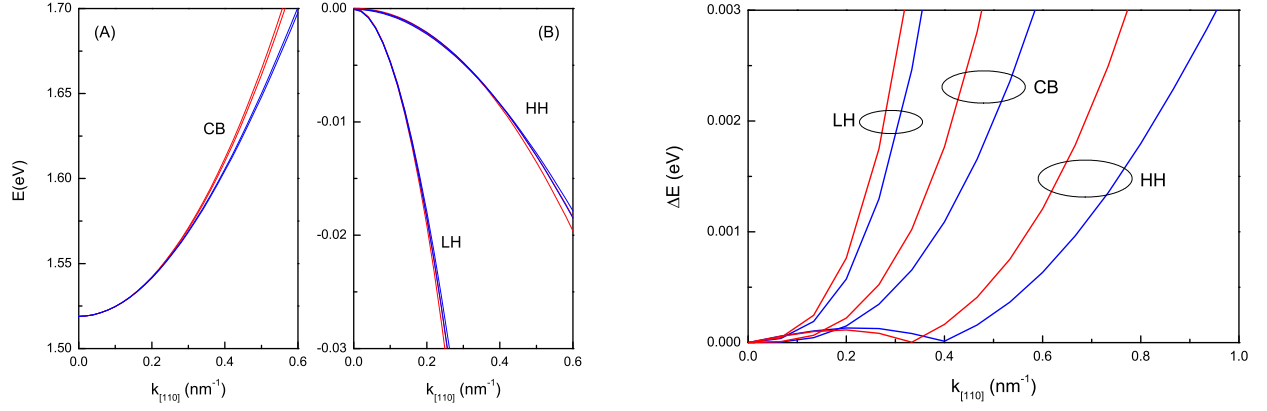 1.70
1.65
1.60
1.55
1.50
E(eV)
(A)
CB
0.0 0.2 0.4 0.6
k[110] (nm-1)
0.00
-0.01
-0.02
-0.03
(B)
HH
LH
0.0 0.2 0.4 0.6
k[110] (nm-1)
0.003
0.002
0.001
0.000
ΔE (eV)
LH
CB
HH
0.0 0.2 0.4 0.6 0.8 1.0
k[110] (nm-1)